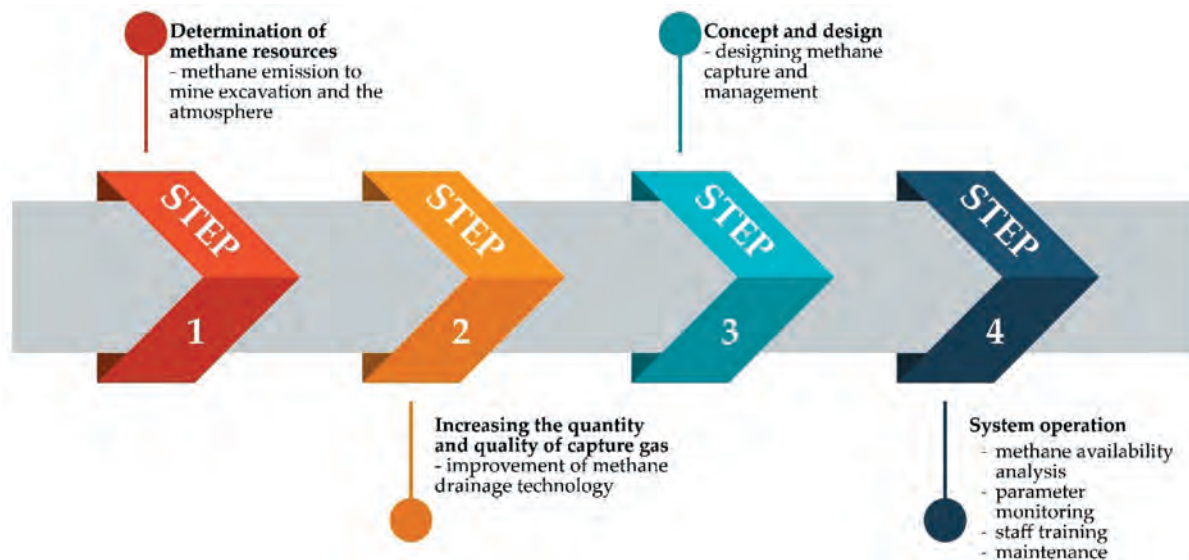 Determination of
methane resources
- methane emission to
mine excavation and the
atmosphere
Concept and design
- designing methane
capture and
management
STEP
1
STEP
2
STEP
3
STEP
4
Increasing the quantity
and quality of capture gas
- improvement of methane
drainage technology
System operation
- methane availability
analysis
- parameter
monitoring
- staff training
- maintenance